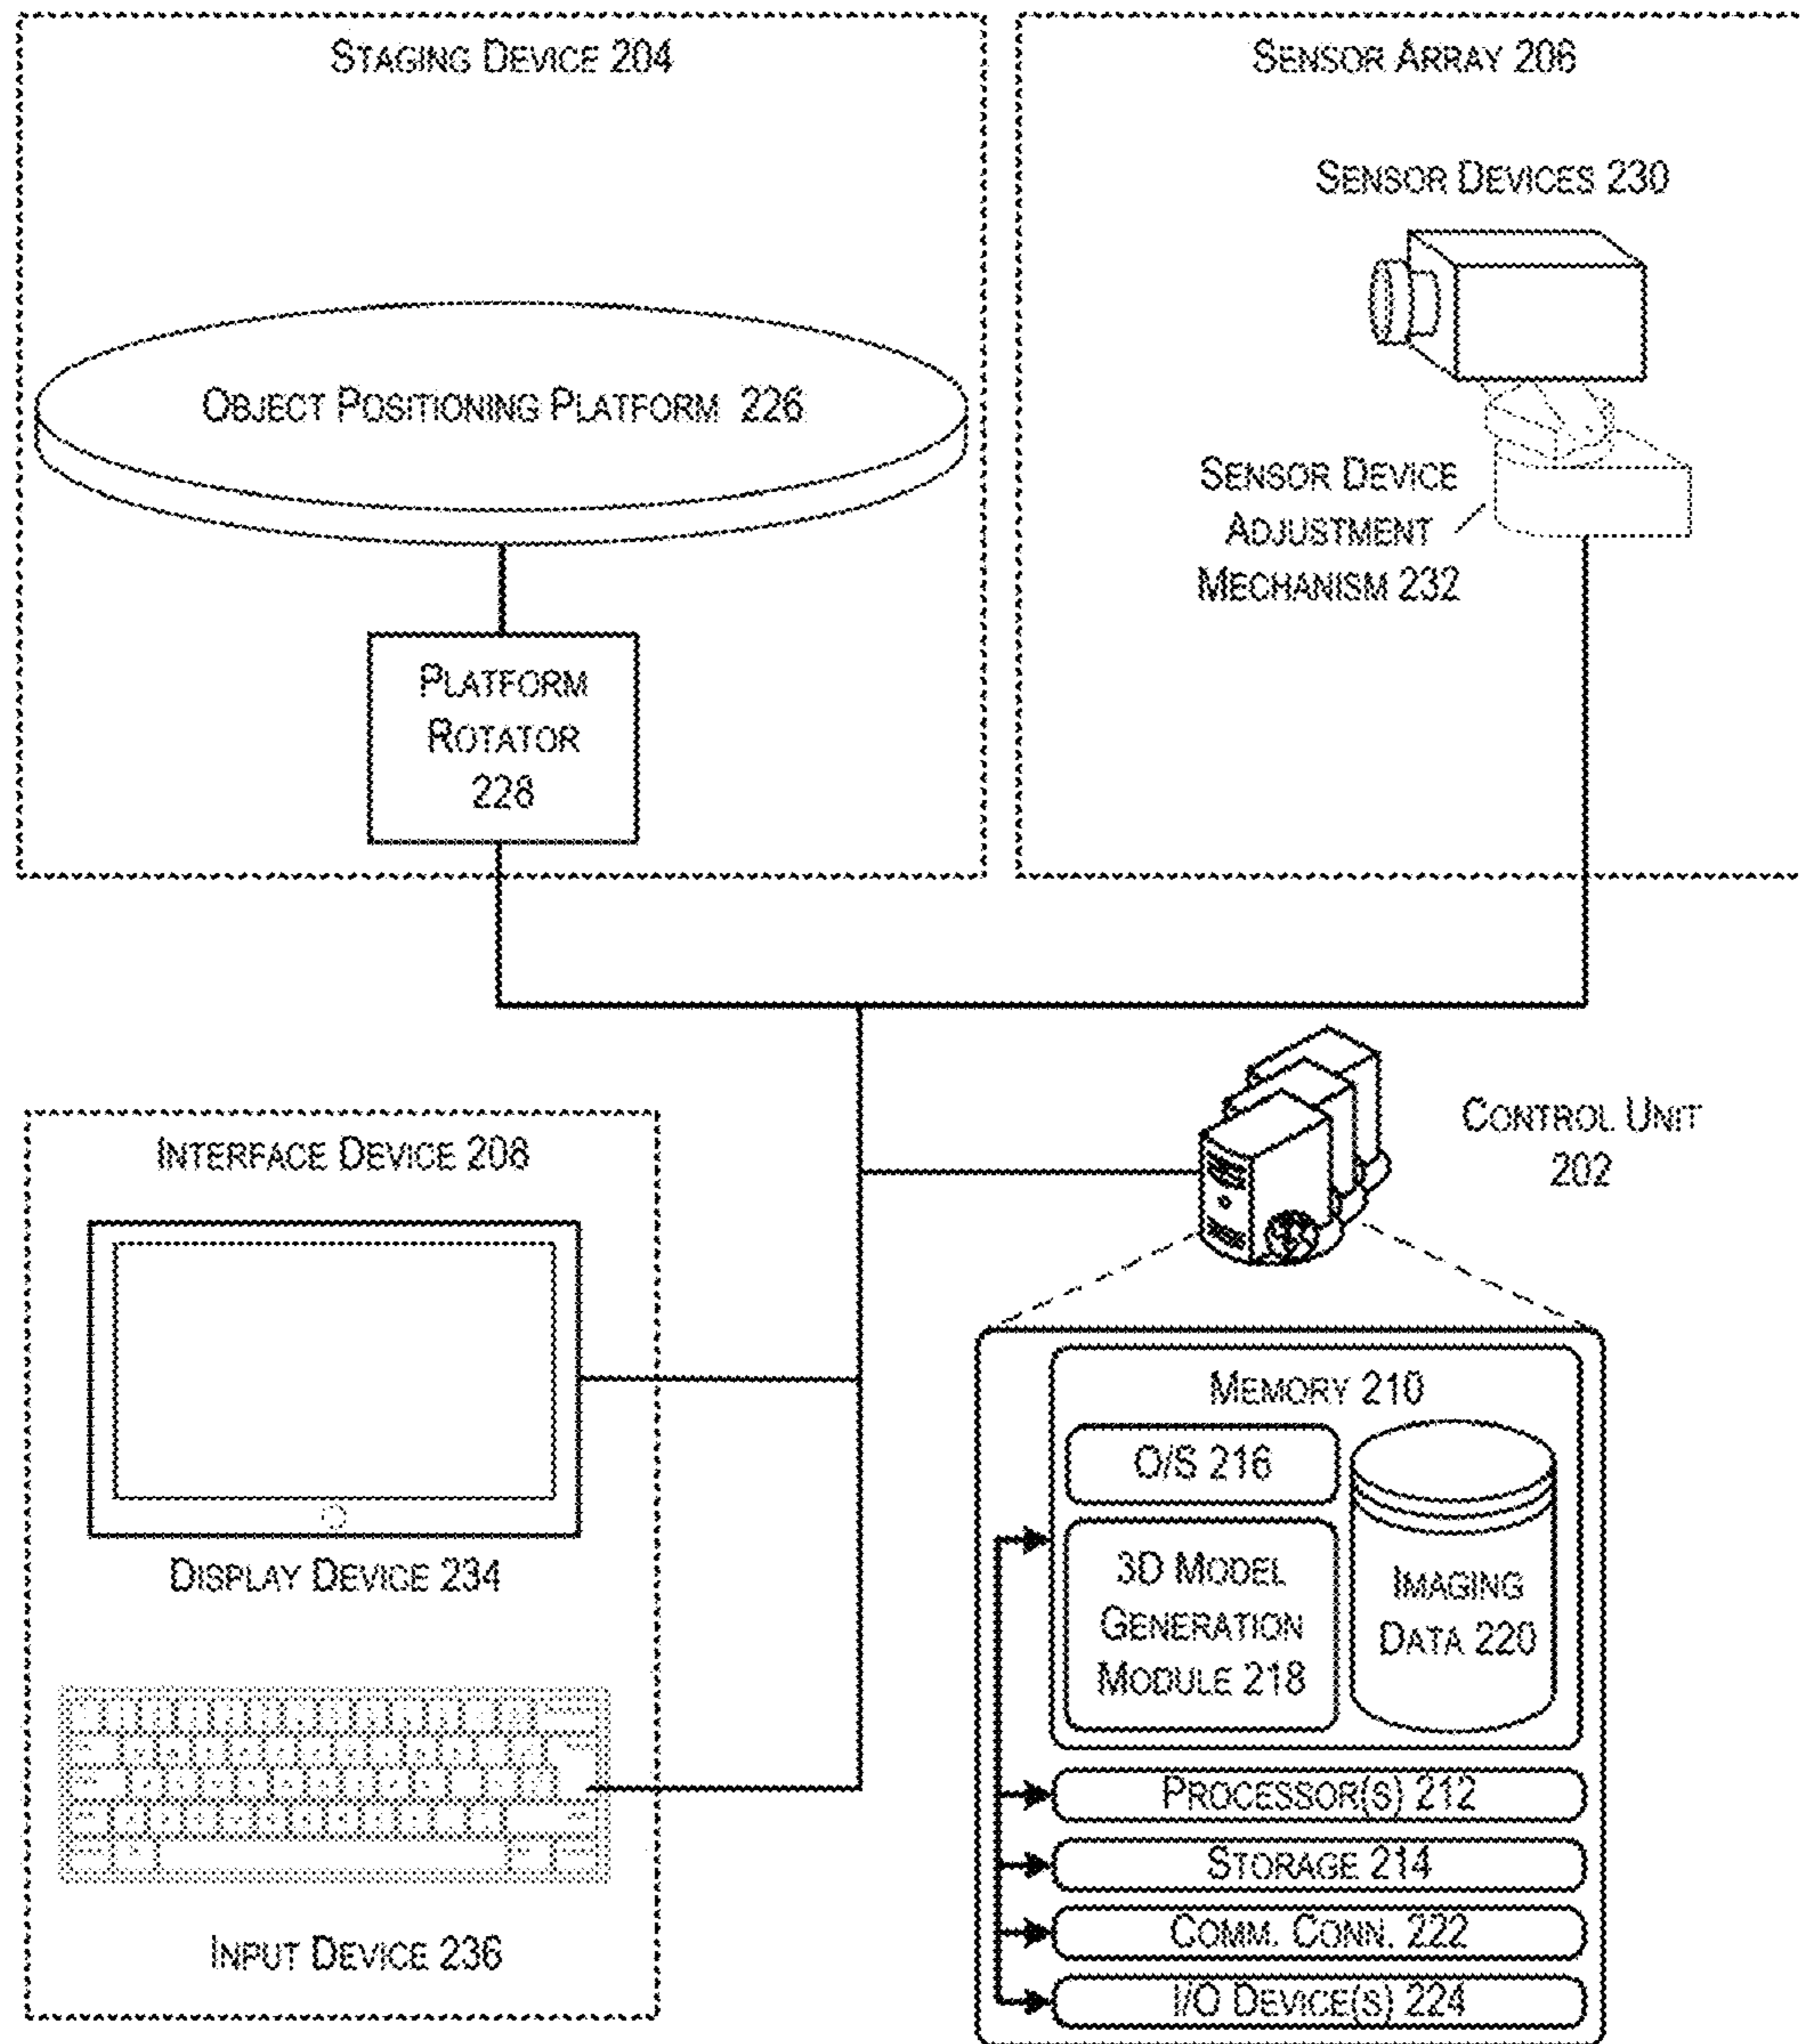 STAGING DEVICE 204
SENSOR ARRAY 206
SENSOR DEVICES 230
OBJECT POSITIONING PLATFORM 226
SENSOR DEVICE
ADJUSTMENT
MECHANISM 232
PLATFORM
ROTATOR
228
CONTROL UNIT
202
INTERFACE DEVICE 208
DISPLAY DEVICE 234
INPUT DEVICE 236
MEMORY 210
O/S 216
3D MODEL
GENERATION
MODULE 218
IMAGING
DATA 220
PROCESSOR(S) 212
STORAGE 214
COMM. CONN. 222
I/O DEVICE(S) 224